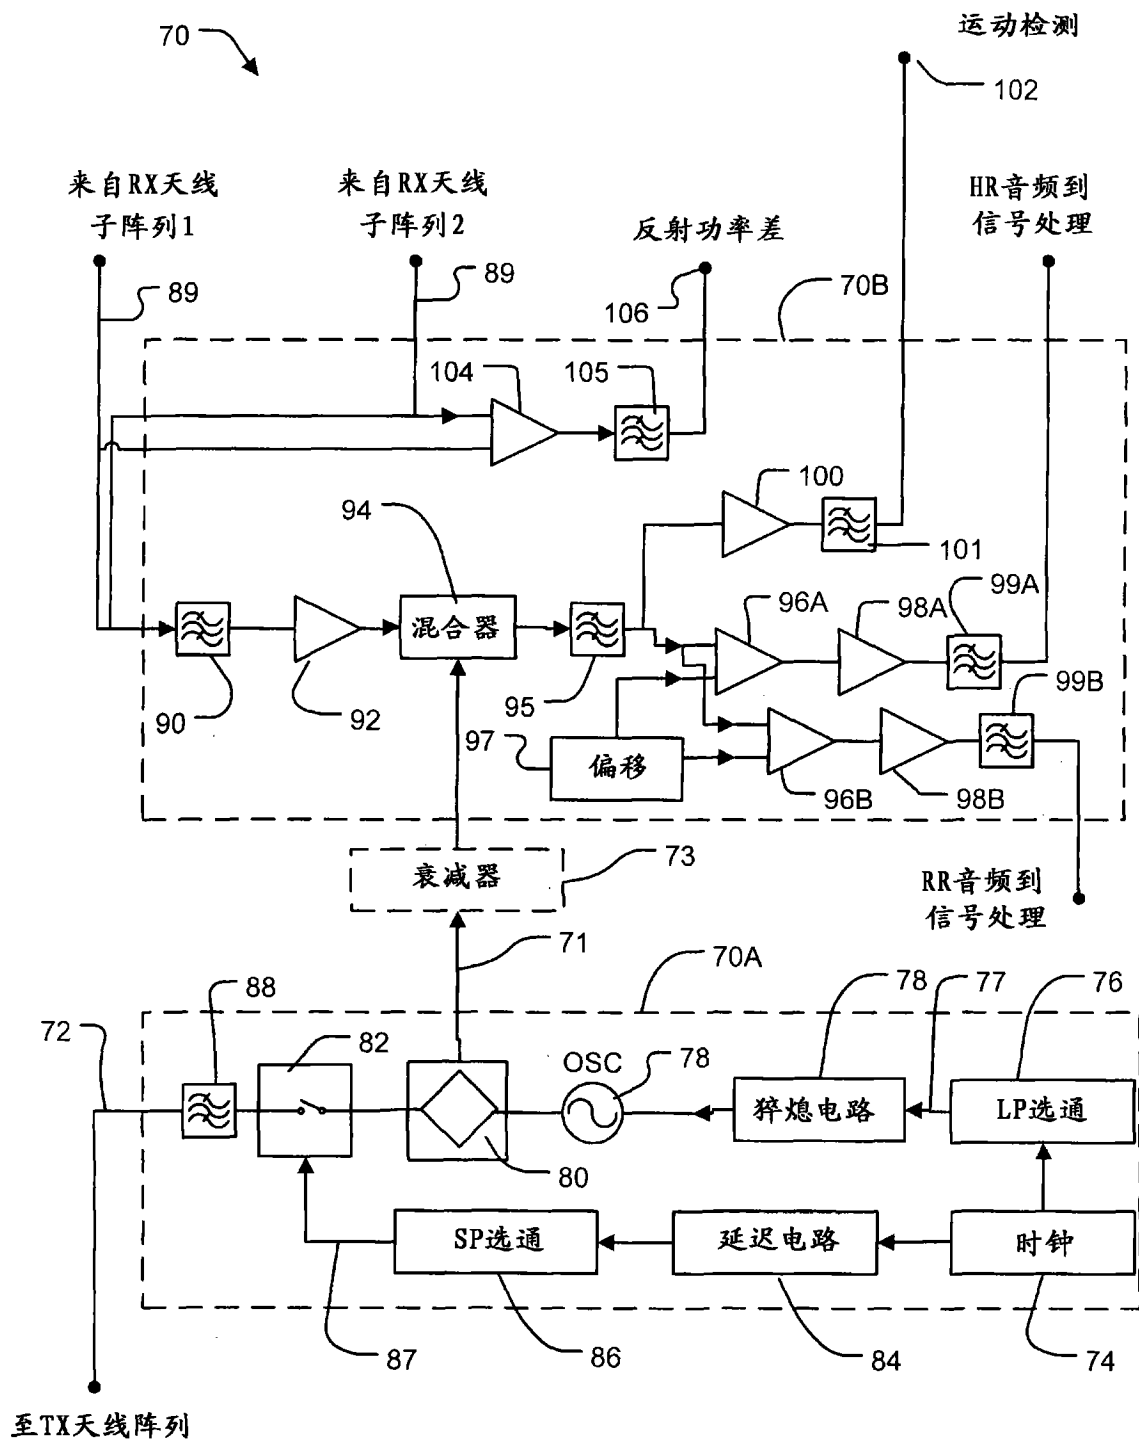 70
运动检测
102
来自RX天线
子阵列1
来自RX天线
子阵列2
反射功率差
HR音频到
信号处理
89
89
106
70B
104
105
100
101
94
混合器
96A
98A
99A
99B
90
92
95
97
偏移
96B
98B
衰减器
73
RR音频到
信号处理
71
70A
88
72
82
OSC
78
78
77
76
猝熄电路
LP选通
80
SP选通
延迟电路
时钟
87
86
84
74
至TX天线阵列